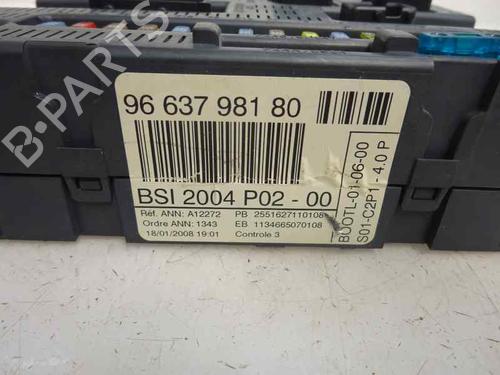 96 637 981 80
BSI 2004 P02 - 00
Réf. ANN: A12272 PB 2551627110108
Ordre ANN: 1343 EB 1134665070108
18/01/2008 19:01 Controle 3
BOOTL-01-06-00
S01-C2P1 - 4.0 P